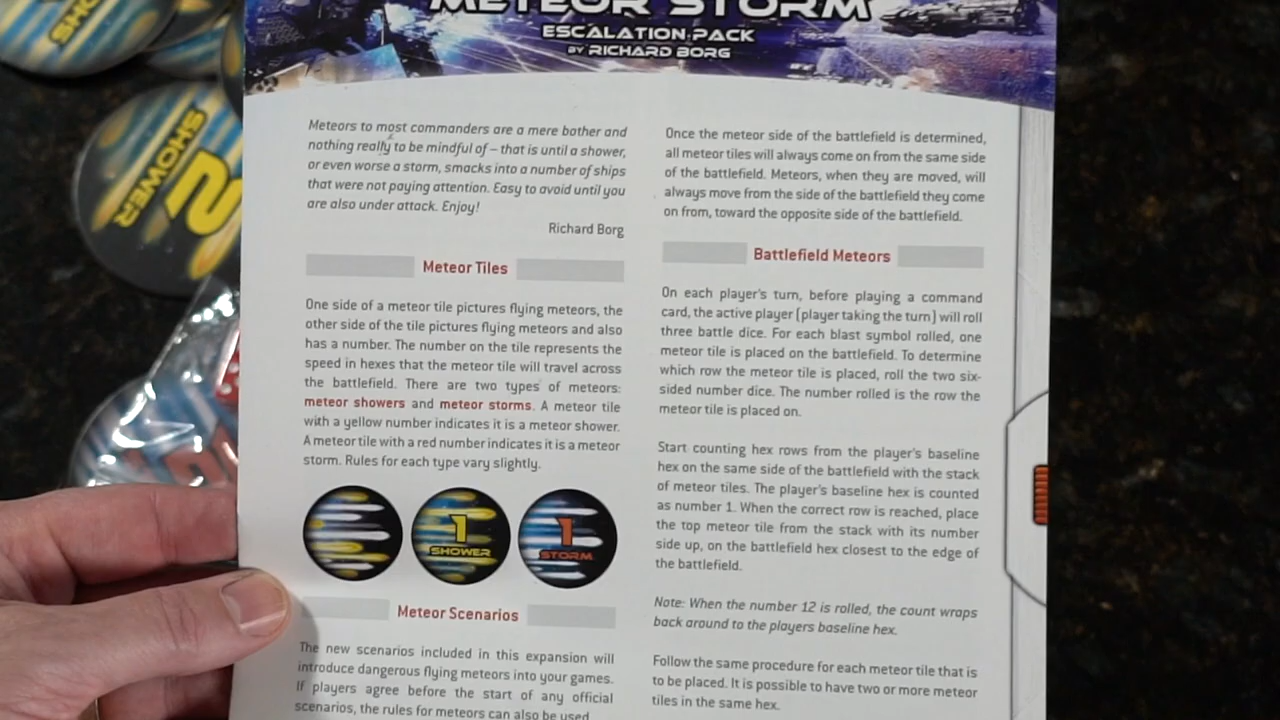 METEOR STORM
ESCALATION PACK
BY RICHARD BORG
Meteors to most commanders are a mere bother and
nothing really to be mindful of – that is until a shower,
or even worse a storm, smacks into a number of ships
that were not paying attention. Easy to avoid until you
are also under attack. Enjoy!
Richard Borg
Meteor Tiles
One side of a meteor tile pictures flying meteors, the
other side of the tile pictures flying meteors and also
has a number. The number on the tile represents the
speed in hexes that the meteor tile will travel across
the battlefield. There are two types of meteors:
meteor showers and meteor storms. A meteor tile
with a yellow number indicates it is a meteor shower.
A meteor tile with a red number indicates it is a meteor
storm. Rules for each type vary slightly.
1
SHOWER
1
STORM
Meteor Scenarios
The new scenarios included in this expansion will
introduce dangerous flying meteors into your games.
If players agree before the start of any official
scenarios, the rules for meteors can also be used
Once the meteor side of the battlefield is determined,
all meteor tiles will always come on from the same side
of the battlefield. Meteors, when they are moved, will
always move from the side of the battlefield they come
on from, toward the opposite side of the battlefield.
Battlefield Meteors
On each player's turn, before playing a command
card, the active player (player taking the turn) will roll
three battle dice. For each blast symbol rolled, one
meteor tile is placed on the battlefield. To determine
which row the meteor tile is placed, roll the two six-
sided number dice. The number rolled is the row the
meteor tile is placed on.
Start counting hex rows from the player's baseline
hex on the same side of the battlefield with the stack
of meteor tiles. The player's baseline hex is counted
as number 1. When the correct row is reached, place
the top meteor tile from the stack with its number
side up, on the battlefield hex closest to the edge of
the battlefield.
Note: When the number 12 is rolled, the count wraps
back around to the players baseline hex.
Follow the same procedure for each meteor tile that is
to be placed. It is possible to have two or more meteor
tiles in the same hex.
SHO
2
SHOWER